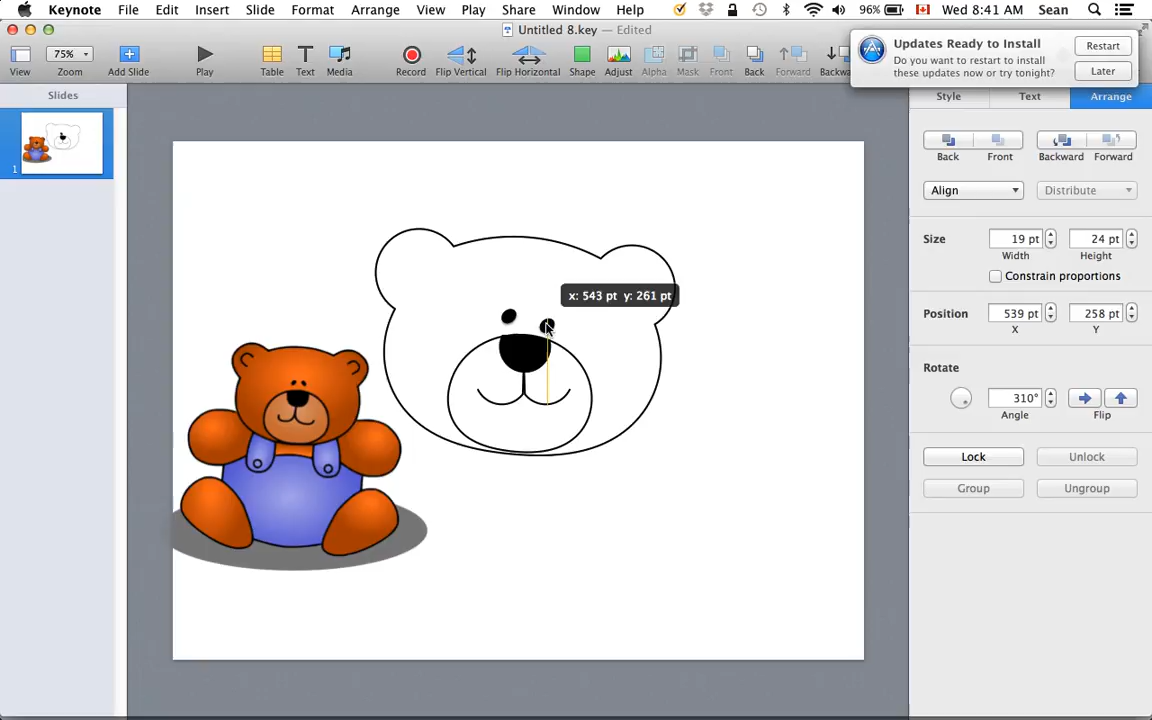 Keynote File Edit Insert Slide Format Arrange View Play Share Window Help 96% Wed 8:41 AM Sean
Untitled 8.key — Edited
75%
View Zoom Add Slide Play Table Text Media Record Flip Vertical Flip Horizontal Shape Adjust Alpha Mask Front Back Forward Backwa
Updates Ready to Install
Do you want to restart to install
these updates now or try tonight?
Restart
Later
Slides
1
Style Text Arrange
Back Front Backward Forward
Align Distribute
Size 19 pt 24 pt
Width Height
Constrain proportions
Position 539 pt 258 pt
X Y
Rotate
310°
Angle Flip
Lock Unlock
Group Ungroup
x: 543 pt y: 261 pt